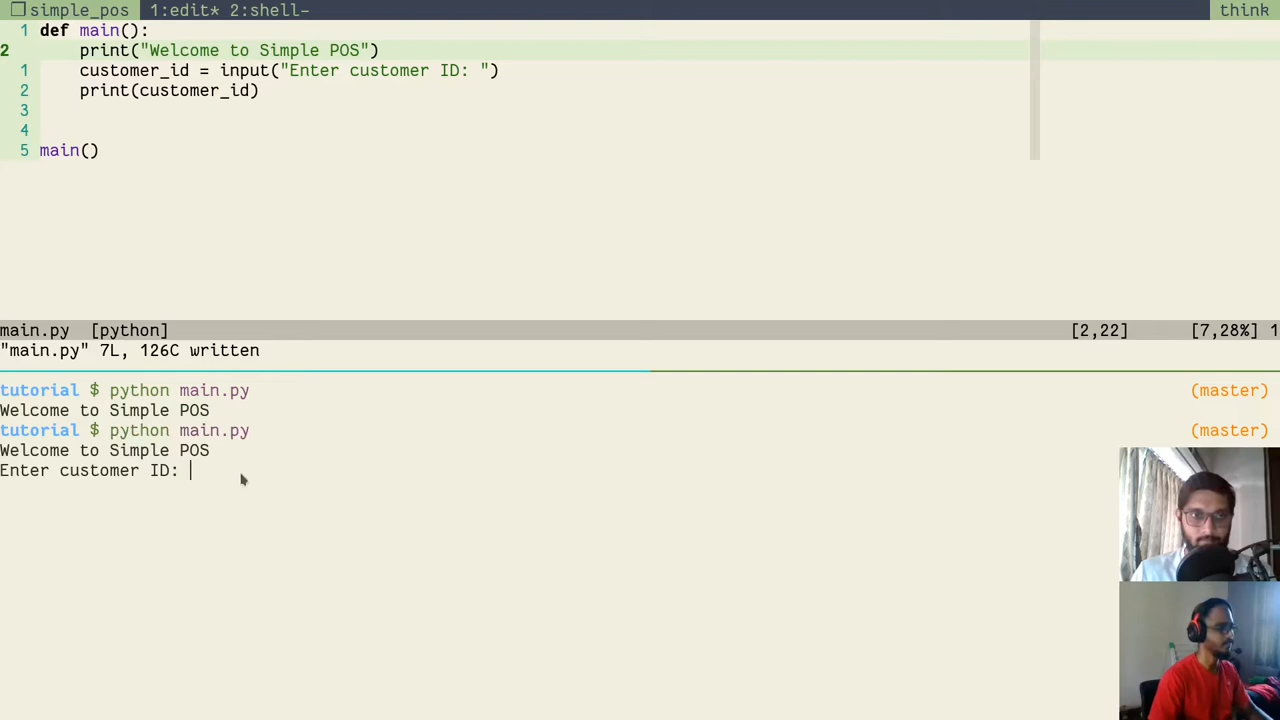 simple_pos 1:edit* 2:shell- think
1 def main():
2 print("Welcome to Simple POS")
1 customer_id = input("Enter customer ID: ")
2 print(customer_id)
3
4
5 main()
main.py [python] [2,22] [7,28%] 1
"main.py" 7L, 126C written
tutorial $ python main.py (master)
Welcome to Simple POS
tutorial $ python main.py (master)
Welcome to Simple POS
Enter customer ID: